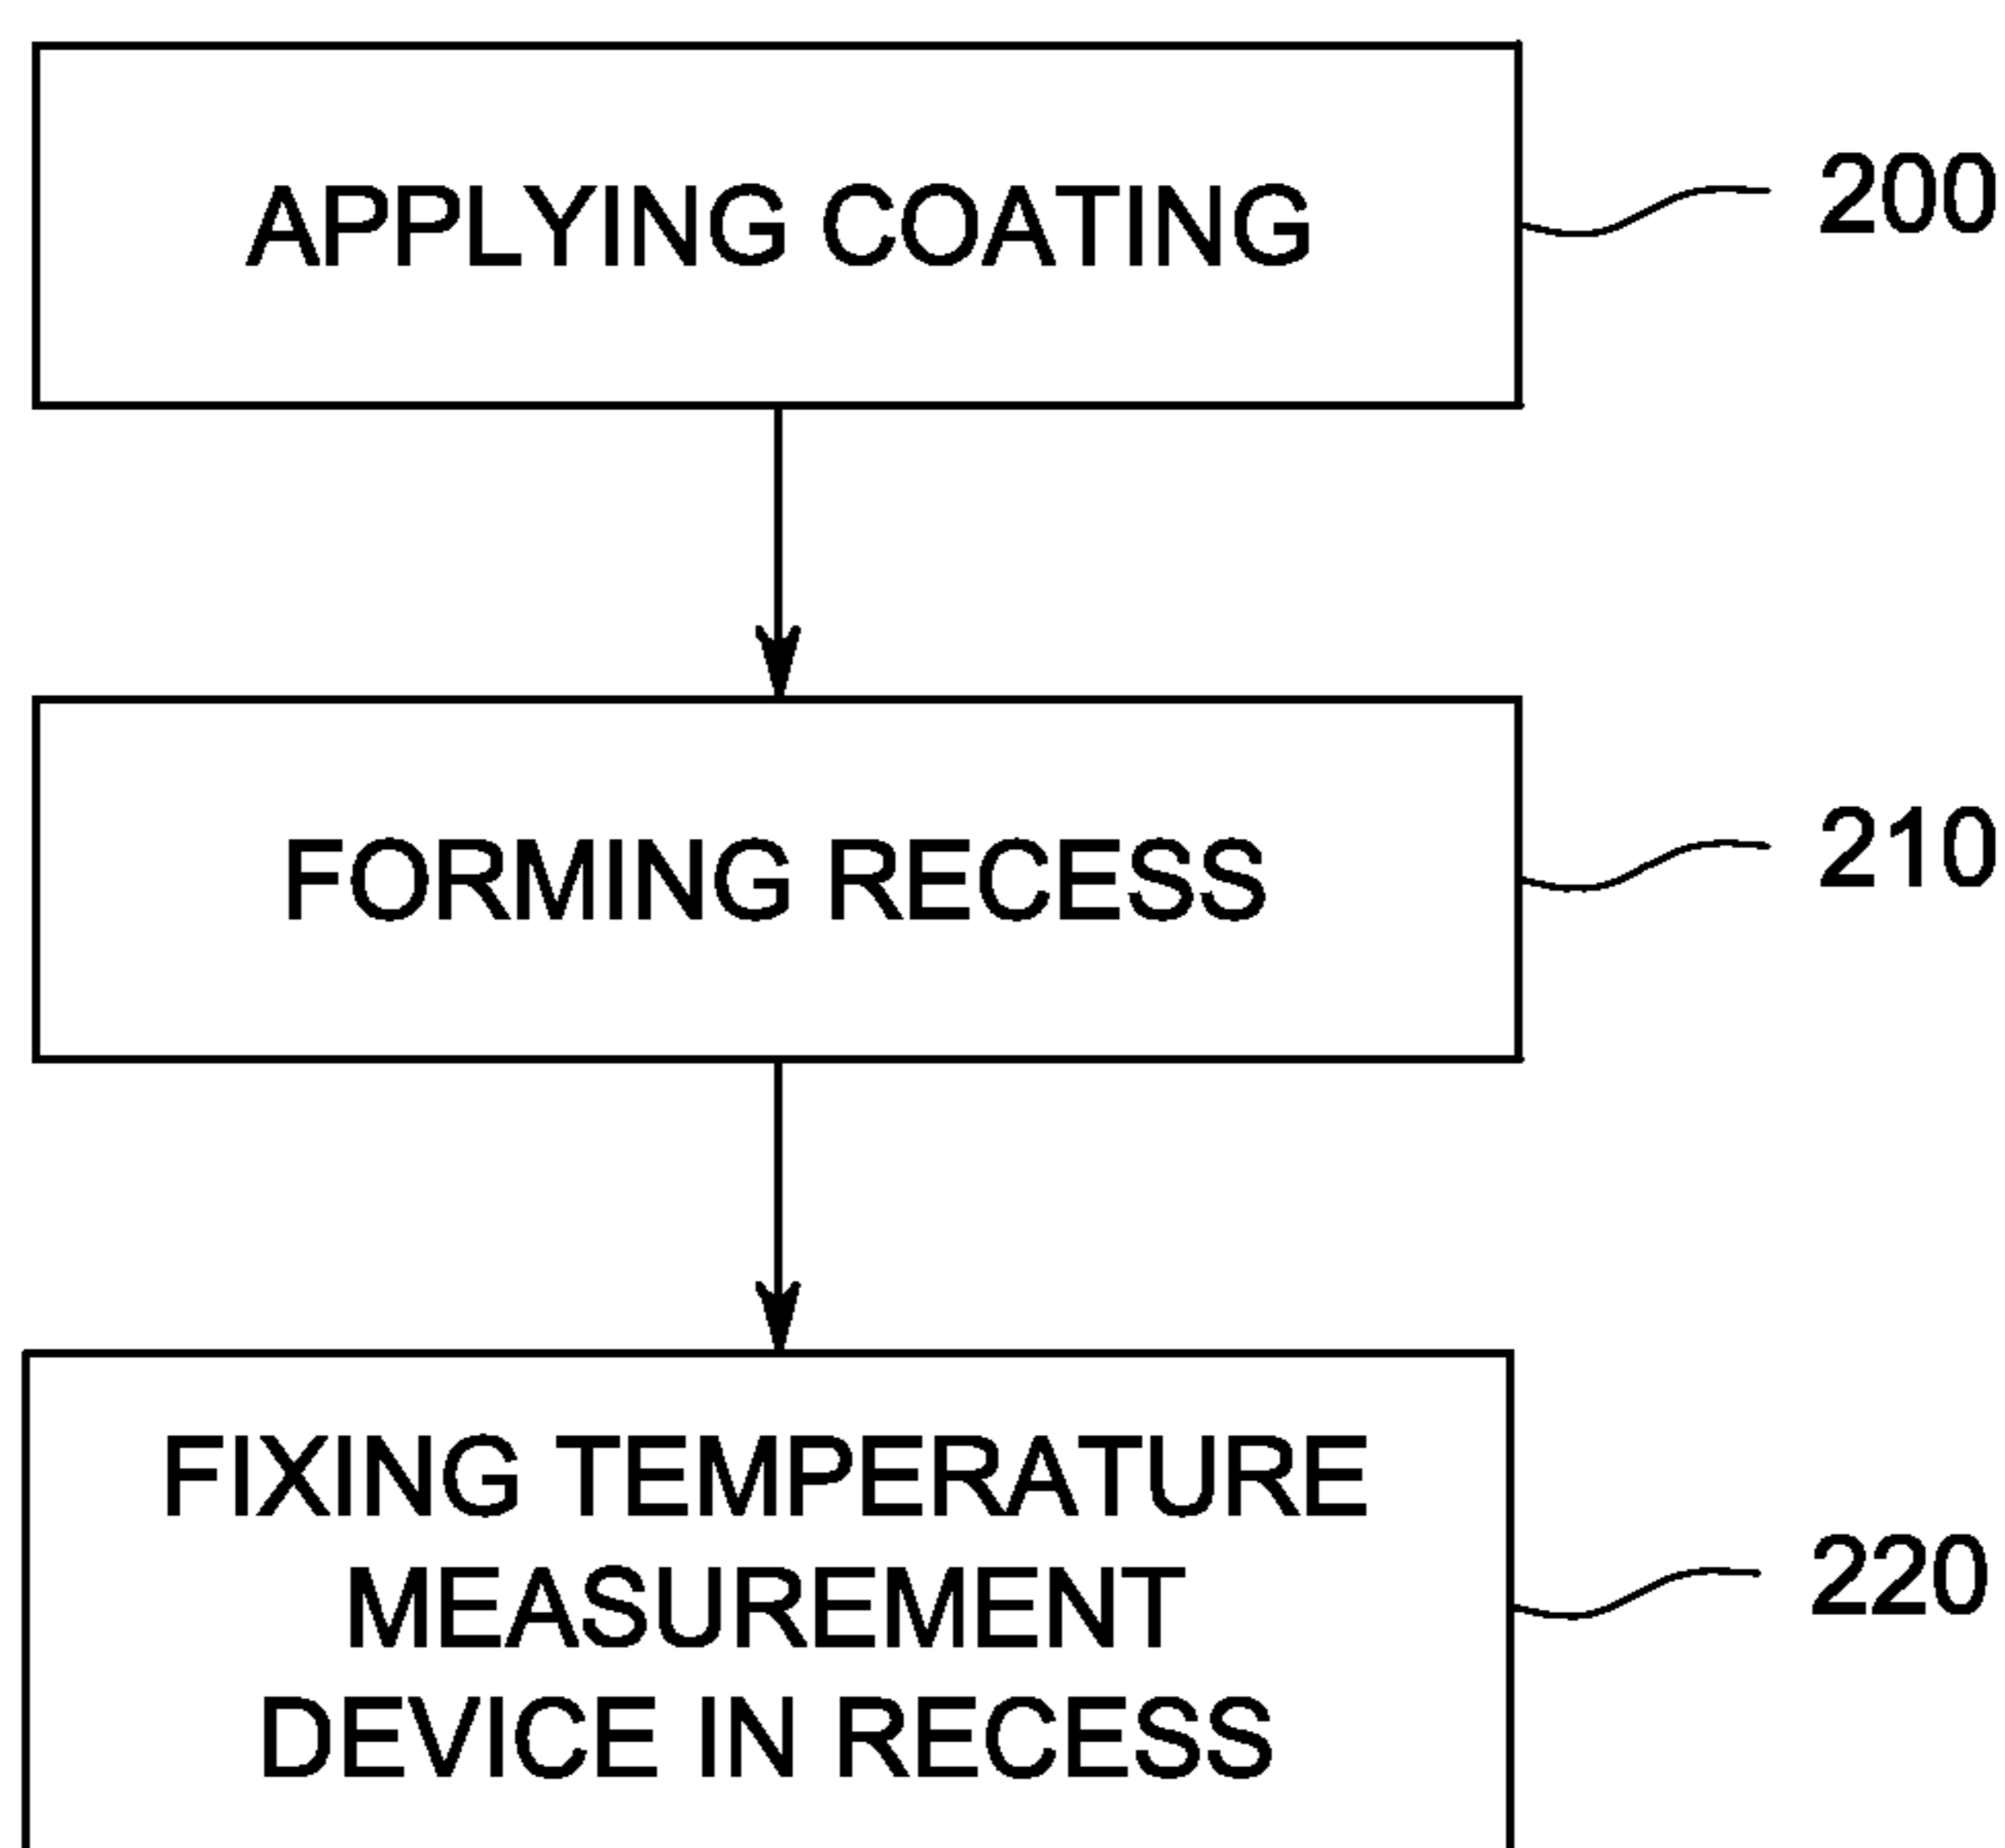 APPLYING COATING
200
FORMING RECESS
210
FIXING TEMPERATURE
MEASUREMENT
DEVICE IN RECESS
220